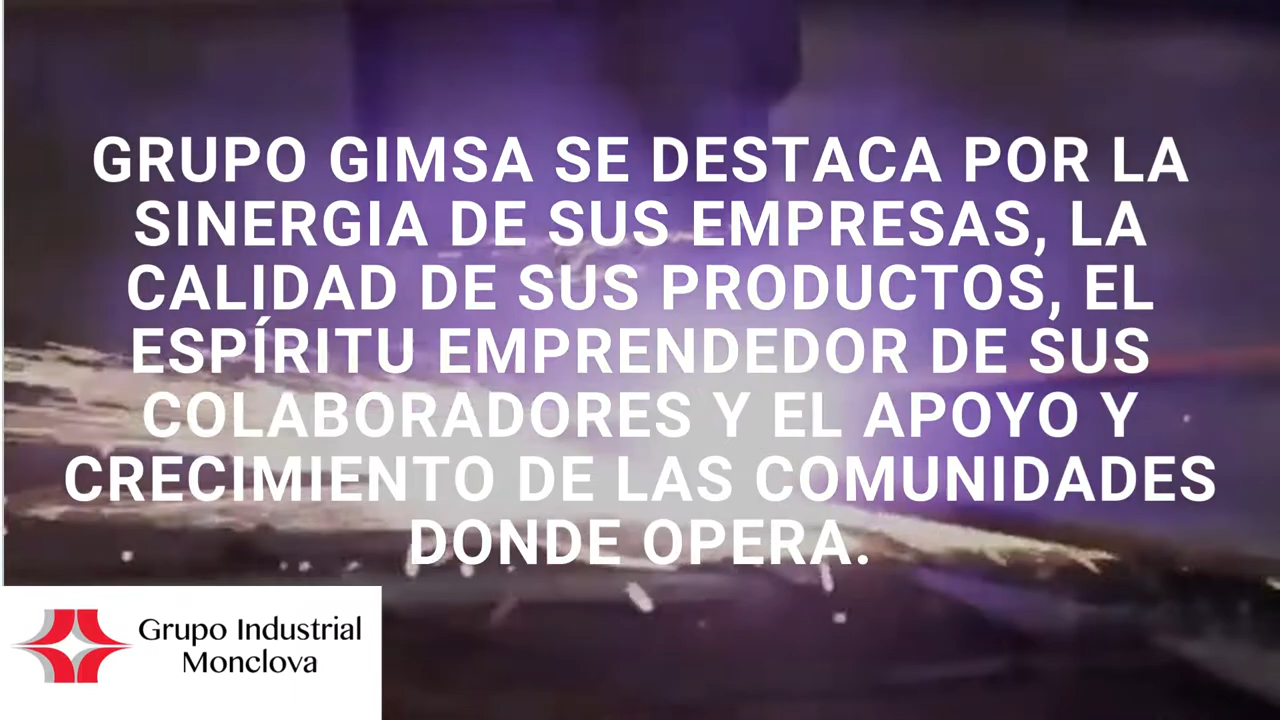 GRUPO GIMSA SE DESTACA POR LA
SINERGIA DE SUS EMPRESAS, LA
CALIDAD DE SUS PRODUCTOS, EL
ESPÍRITU EMPRENDEDOR DE SUS
COLABORADORES Y EL APOYO Y
CRECIMIENTO DE LAS COMUNIDADES
DONDE OPERA.
Grupo Industrial
Monclova